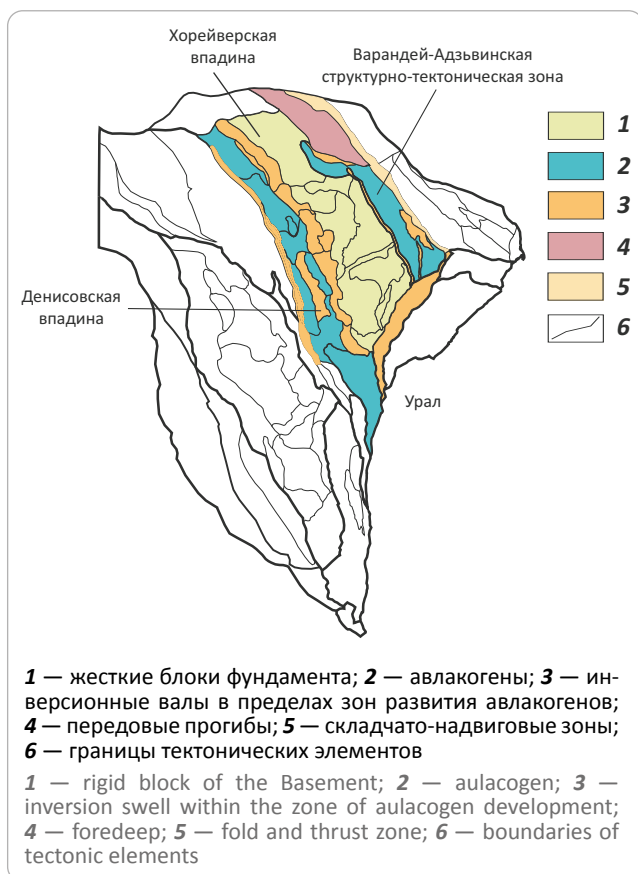 Хорейверская
впадина
Варандей-Адзьвинская
структурно-тектоническая зона
1
2
3
4
5
6
Денисовская
впадина
Урал
1 — жесткие блоки фундамента; 2 — авлакогены; 3 — ин-
версионные валы в пределах зон развития авлакогенов;
4 — передовые прогибы; 5 — складчато-надвиговые зоны;
6 — границы тектонических элементов
1 — rigid block of the Basement; 2 — aulacogen; 3 —
inversion swell within the zone of aulacogen development;
4 — foredeep; 5 — fold and thrust zone; 6 — boundaries of
tectonic elements